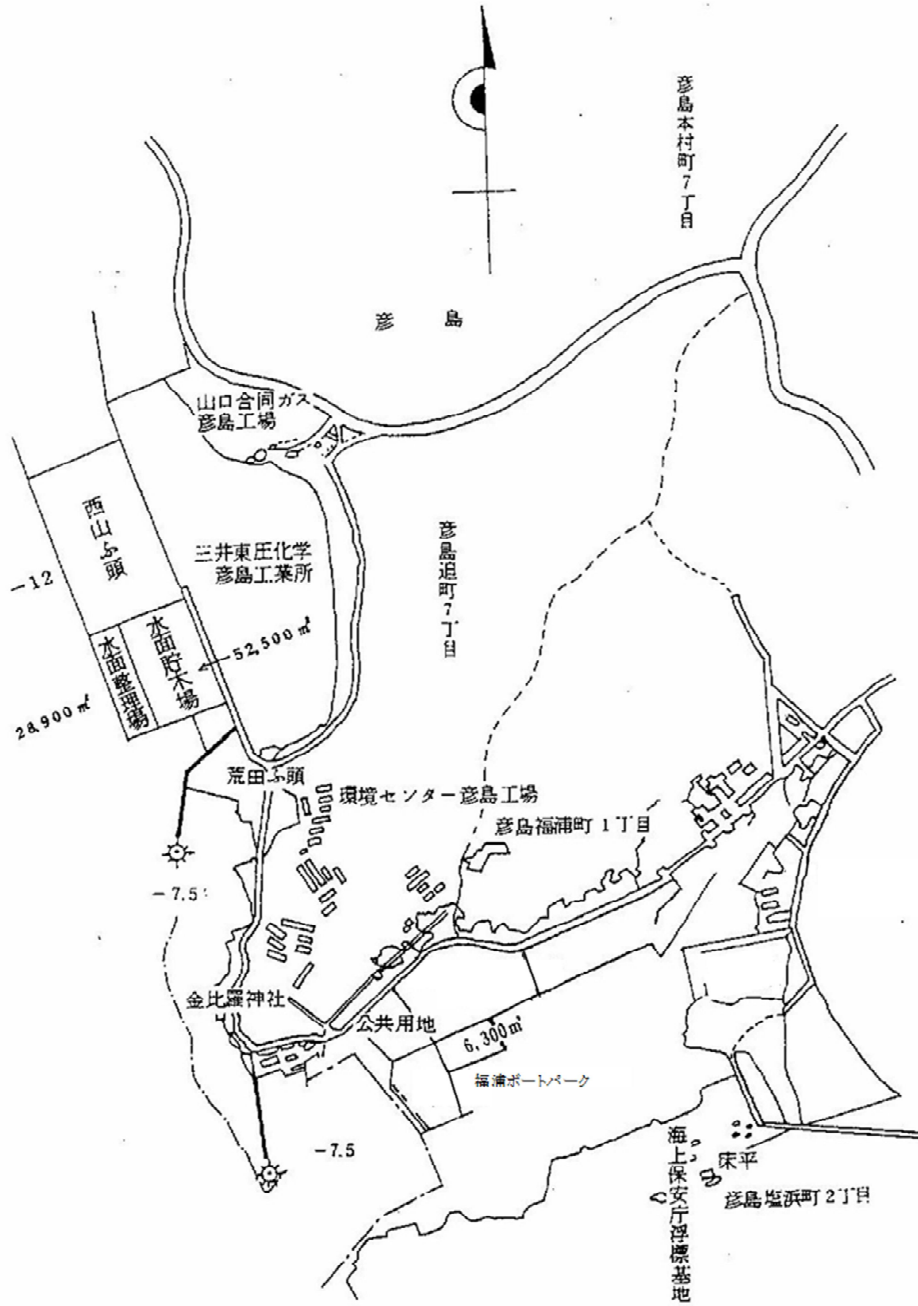 彦島本村町7丁目
彦島
山口合同ガス
彦島工場
西山ふ頭
三井東圧化学
彦島工業所
彦島迫町7丁目
-12
水面貯木場
水面整理場
52,500㎡
28,900㎡
荒田ふ頭
環境センター彦島工場
彦島福浦町1丁目
-7.5
金比羅神社
公共用地
6,300㎡
福浦ボートパーク
-7.5
海上保安庁浮標基地
床平
彦島塩浜町2丁目